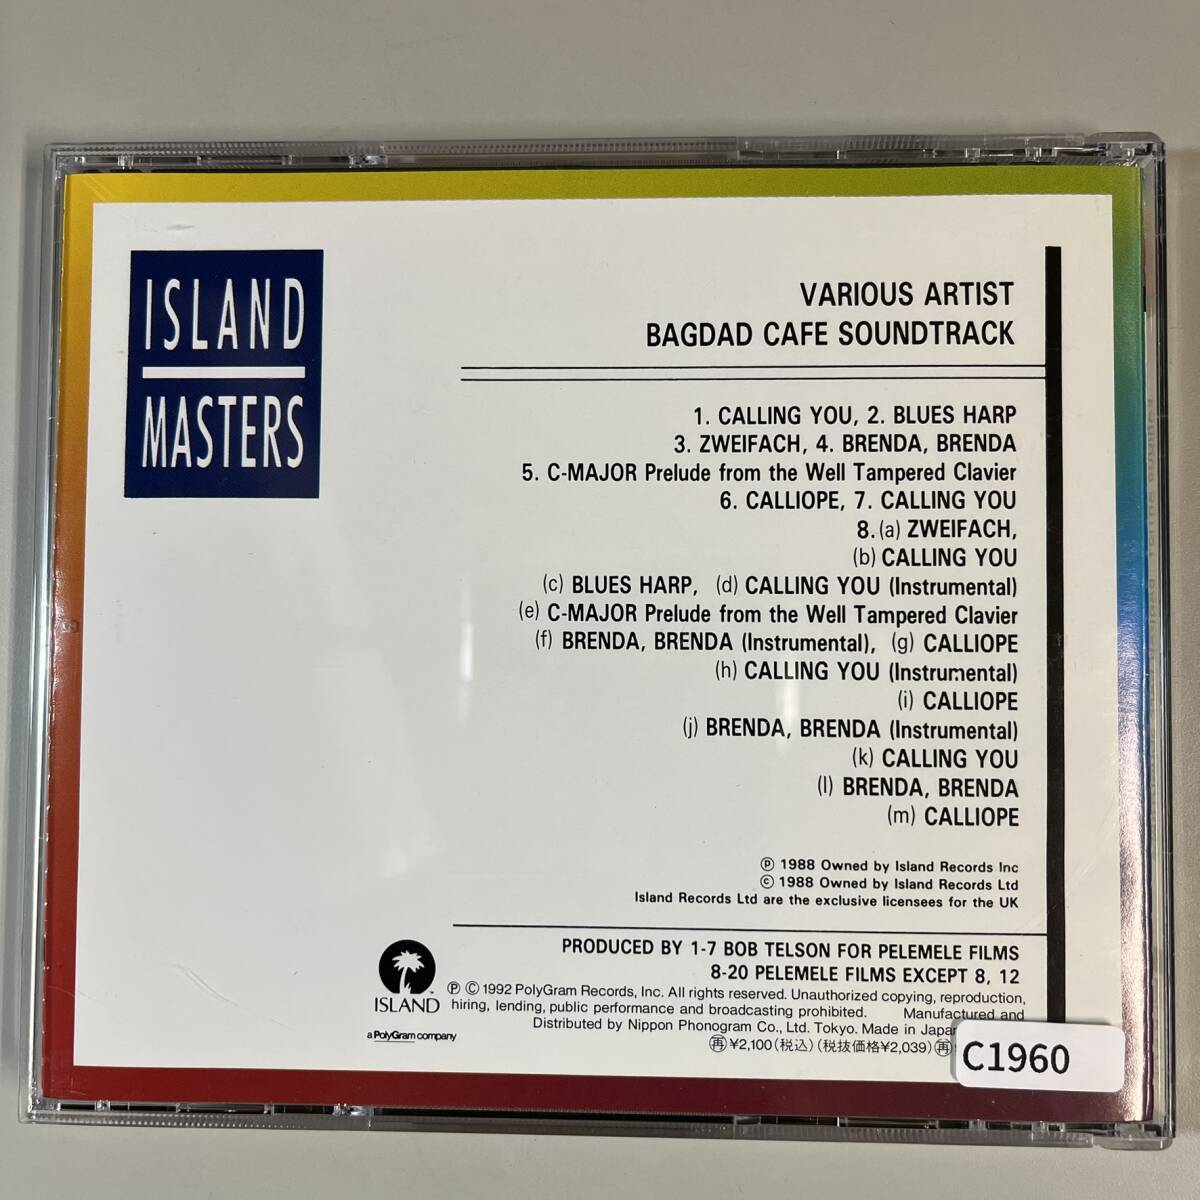 ISLAND
MASTERS
VARIOUS ARTIST
BAGDAD CAFE SOUNDTRACK
1. CALLING YOU, 2. BLUES HARP
3. ZWEIFACH, 4. BRENDA, BRENDA
5. C-MAJOR Prelude from the Well Tampered Clavier
6. CALLIOPE, 7. CALLING YOU
8. (a) ZWEIFACH,
(b) CALLING YOU
(c) BLUES HARP, (d) CALLING YOU (Instrumental)
(e) C-MAJOR Prelude from the Well Tampered Clavier
(f) BRENDA, BRENDA (Instrumental), (g) CALLIOPE
(h) CALLING YOU (Instrumental)
(i) CALLIOPE
(j) BRENDA, BRENDA (Instrumental)
(k) CALLING YOU
(l) BRENDA, BRENDA
(m) CALLIOPE
℗ 1988 Owned by Island Records Inc
© 1988 Owned by Island Records Ltd
Island Records Ltd are the exclusive licensees for the UK
PRODUCED BY 1-7 BOB TELSON FOR PELEMELE FILMS
8-20 PELEMELE FILMS EXCEPT 8, 12
ISLAND
a PolyGram company
℗ © 1992 PolyGram Records, Inc. All rights reserved. Unauthorized copying, reproduction,
hiring, lending, public performance and broadcasting prohibited. Manufactured and
Distributed by Nippon Phonogram Co., Ltd. Tokyo. Made in Japan
再 ¥2,100(税込)(税抜価格¥2,039) 再
C1960